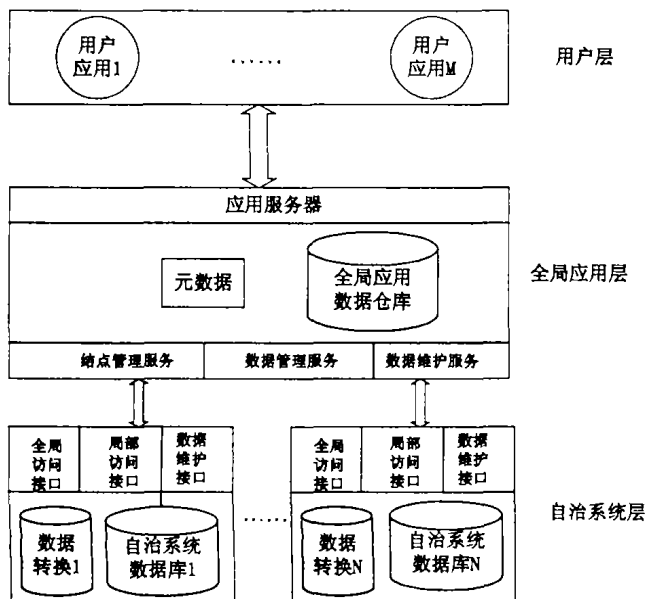 用户
应用1
······
用户
应用M
用户层
应用服务器
元数据
全局应用
数据仓库
全局应用层
结点管理服务
数据管理服务
数据维护服务
全局
访问
接口
局部
访问
接口
数据
维护
接口
全局
访问
接口
局部
访问
接口
数据
维护
接口
数据
转换1
自治系统
数据库1
······
数据
转换N
自治系统
数据库N
自治系统层